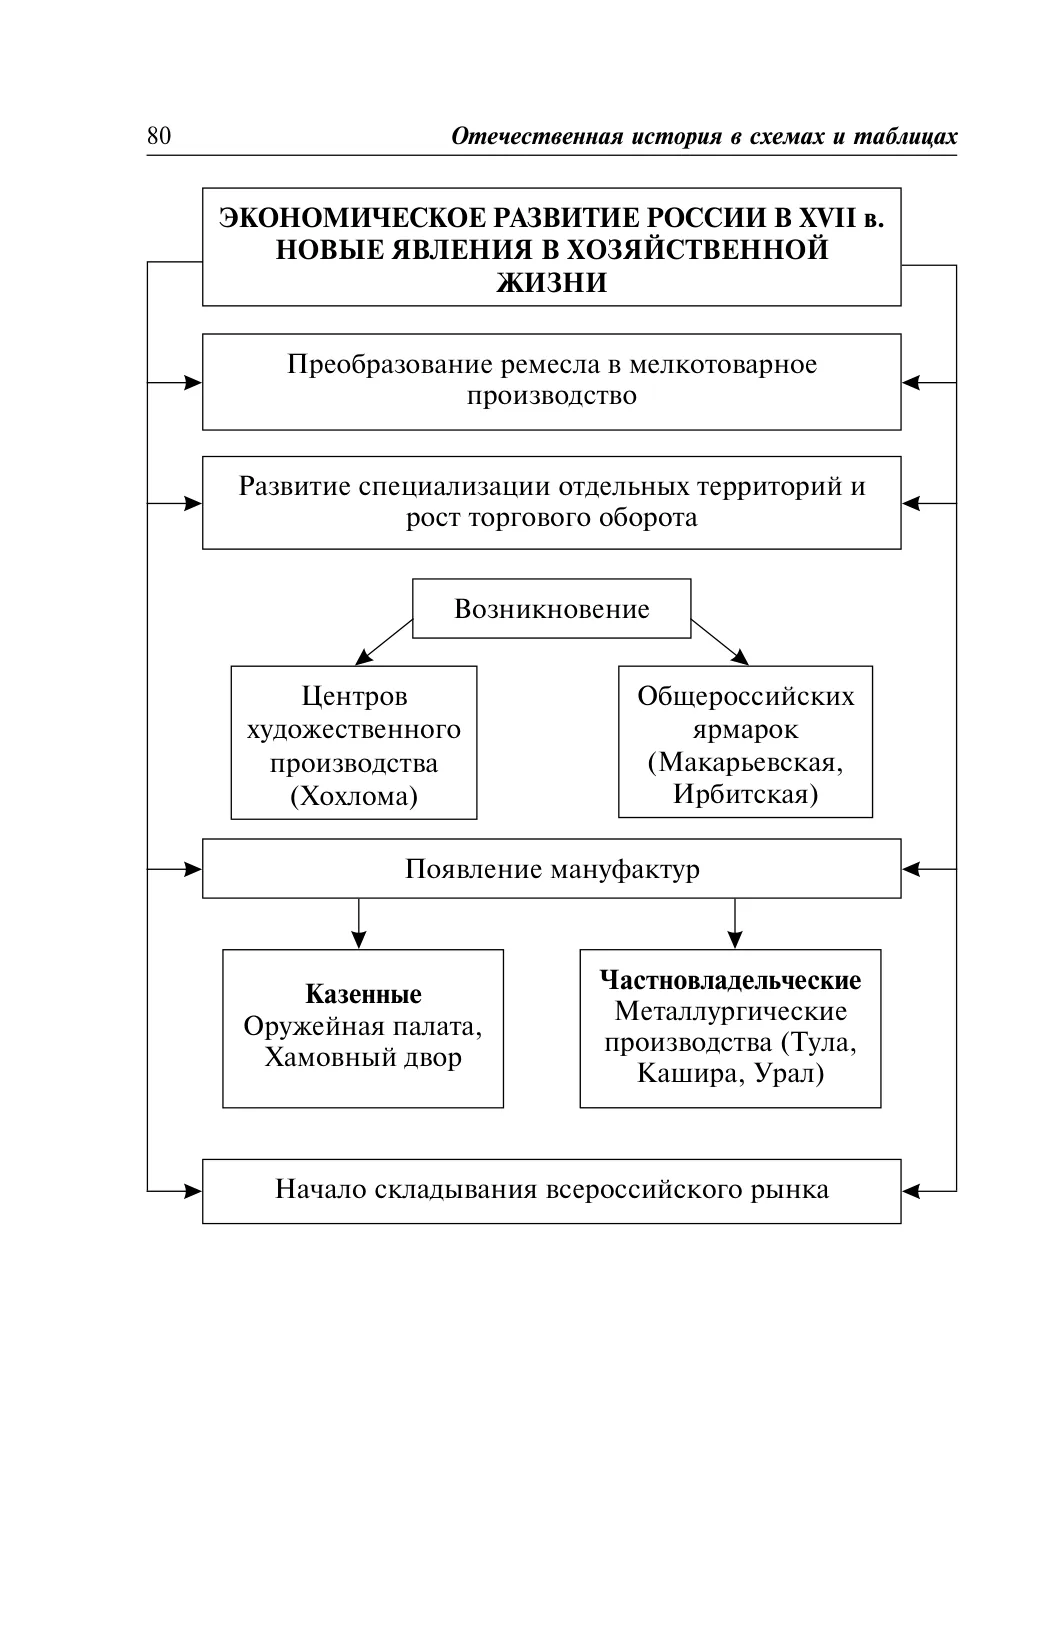 80
Отечественная история в схемах и таблицах
ЭКОНОМИЧЕСКОЕ РАЗВИТИЕ РОССИИ В XVII в.
НОВЫЕ ЯВЛЕНИЯ В ХОЗЯЙСТВЕННОЙ
ЖИЗНИ
Преобразование ремесла в мелкотоварное
производство
Развитие специализации отдельных территорий и
рост торгового оборота
Возникновение
Центров
художественного
производства
(Хохлома)
Общероссийских
ярмарок
(Макарьевская,
Ирбитская)
Появление мануфактур
Казенные
Оружейная палата,
Хамовный двор
Частновладельческие
Металлургические
производства (Тула,
Кашира, Урал)
Начало складывания всероссийского рынка